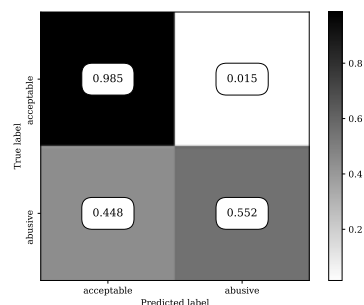 acceptable
0.985
0.015
0.8
0.6
0.4
0.2
True label
abusive
0.448
0.552
acceptable
abusive
Predicted label